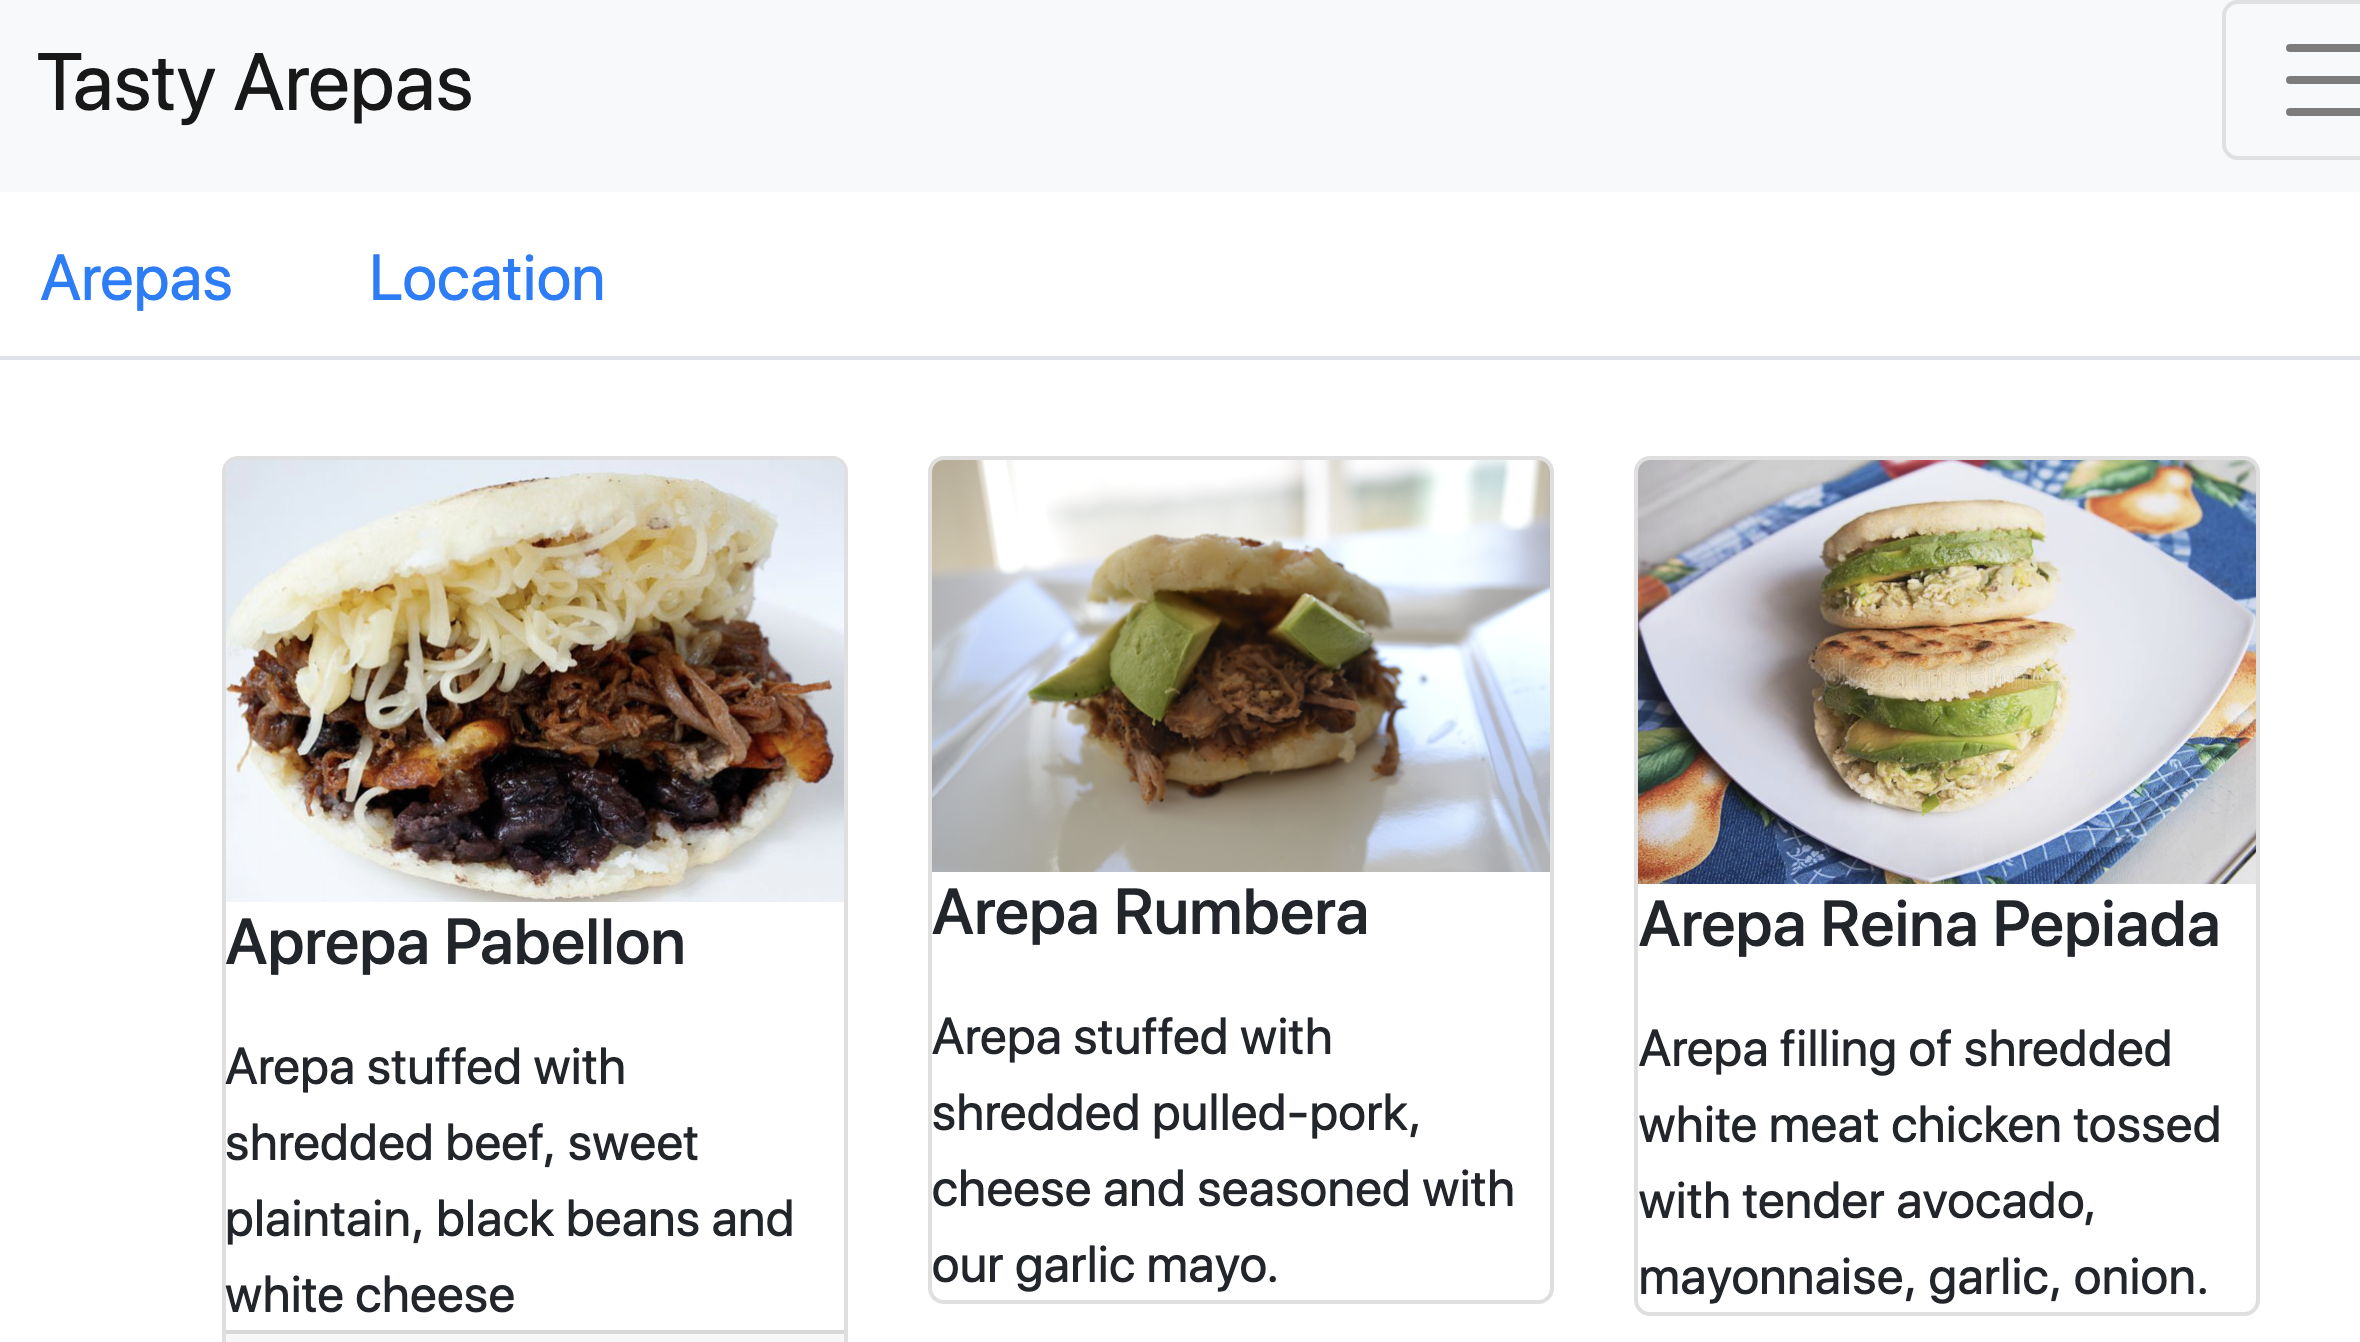 Tasty Arepas
Arepas Location
Aprepa Pabellon
Arepa stuffed with
shredded beef, sweet
plaintain, black beans and
white cheese
Arepa Rumbera
Arepa stuffed with
shredded pulled-pork,
cheese and seasoned with
our garlic mayo.
Arepa Reina Pepiada
Arepa filling of shredded
white meat chicken tossed
with tender avocado,
mayonnaise, garlic, onion.